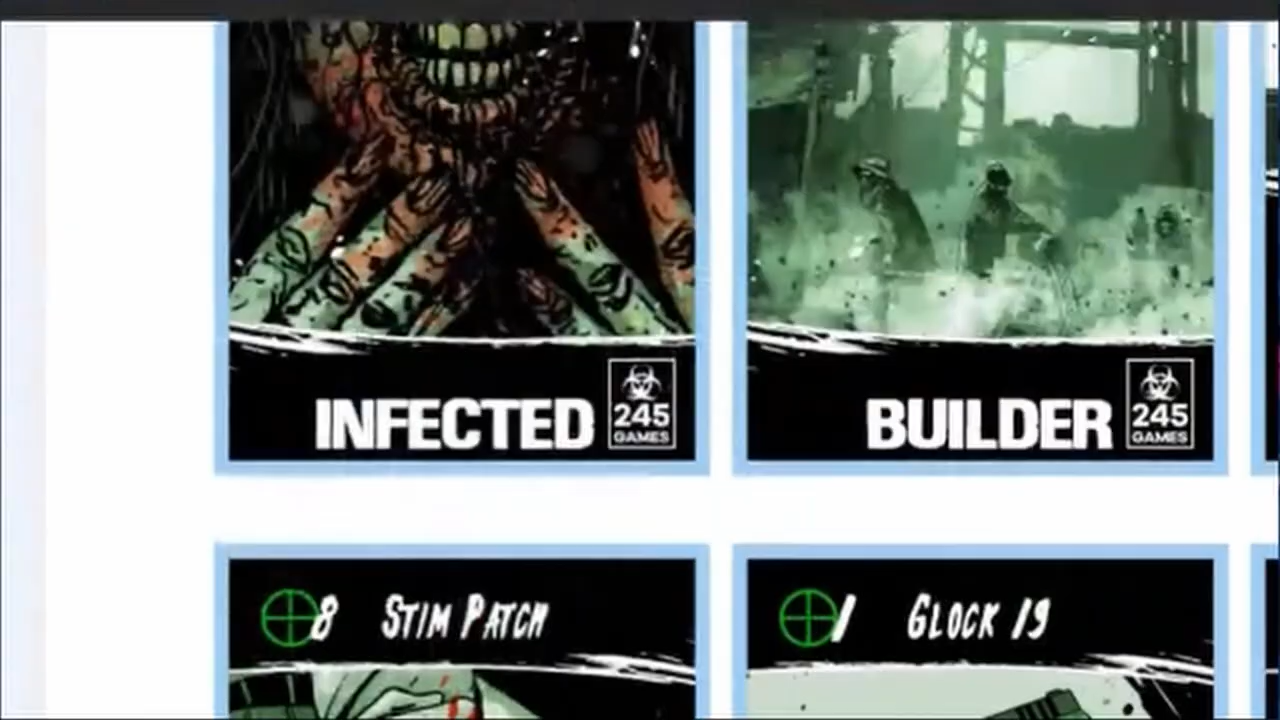 INFECTED
245
GAMES
BUILDER
245
GAMES
8 STIM PATCH
1 GLOCK 19